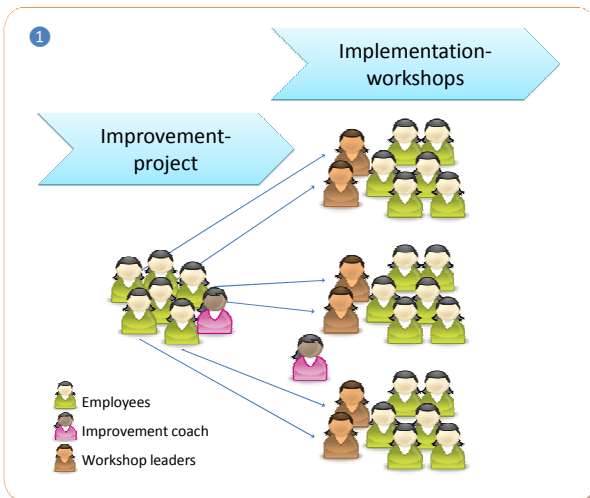 1
Implementation-
workshops
Improvement-
project
Employees
Improvement coach
Workshop leaders